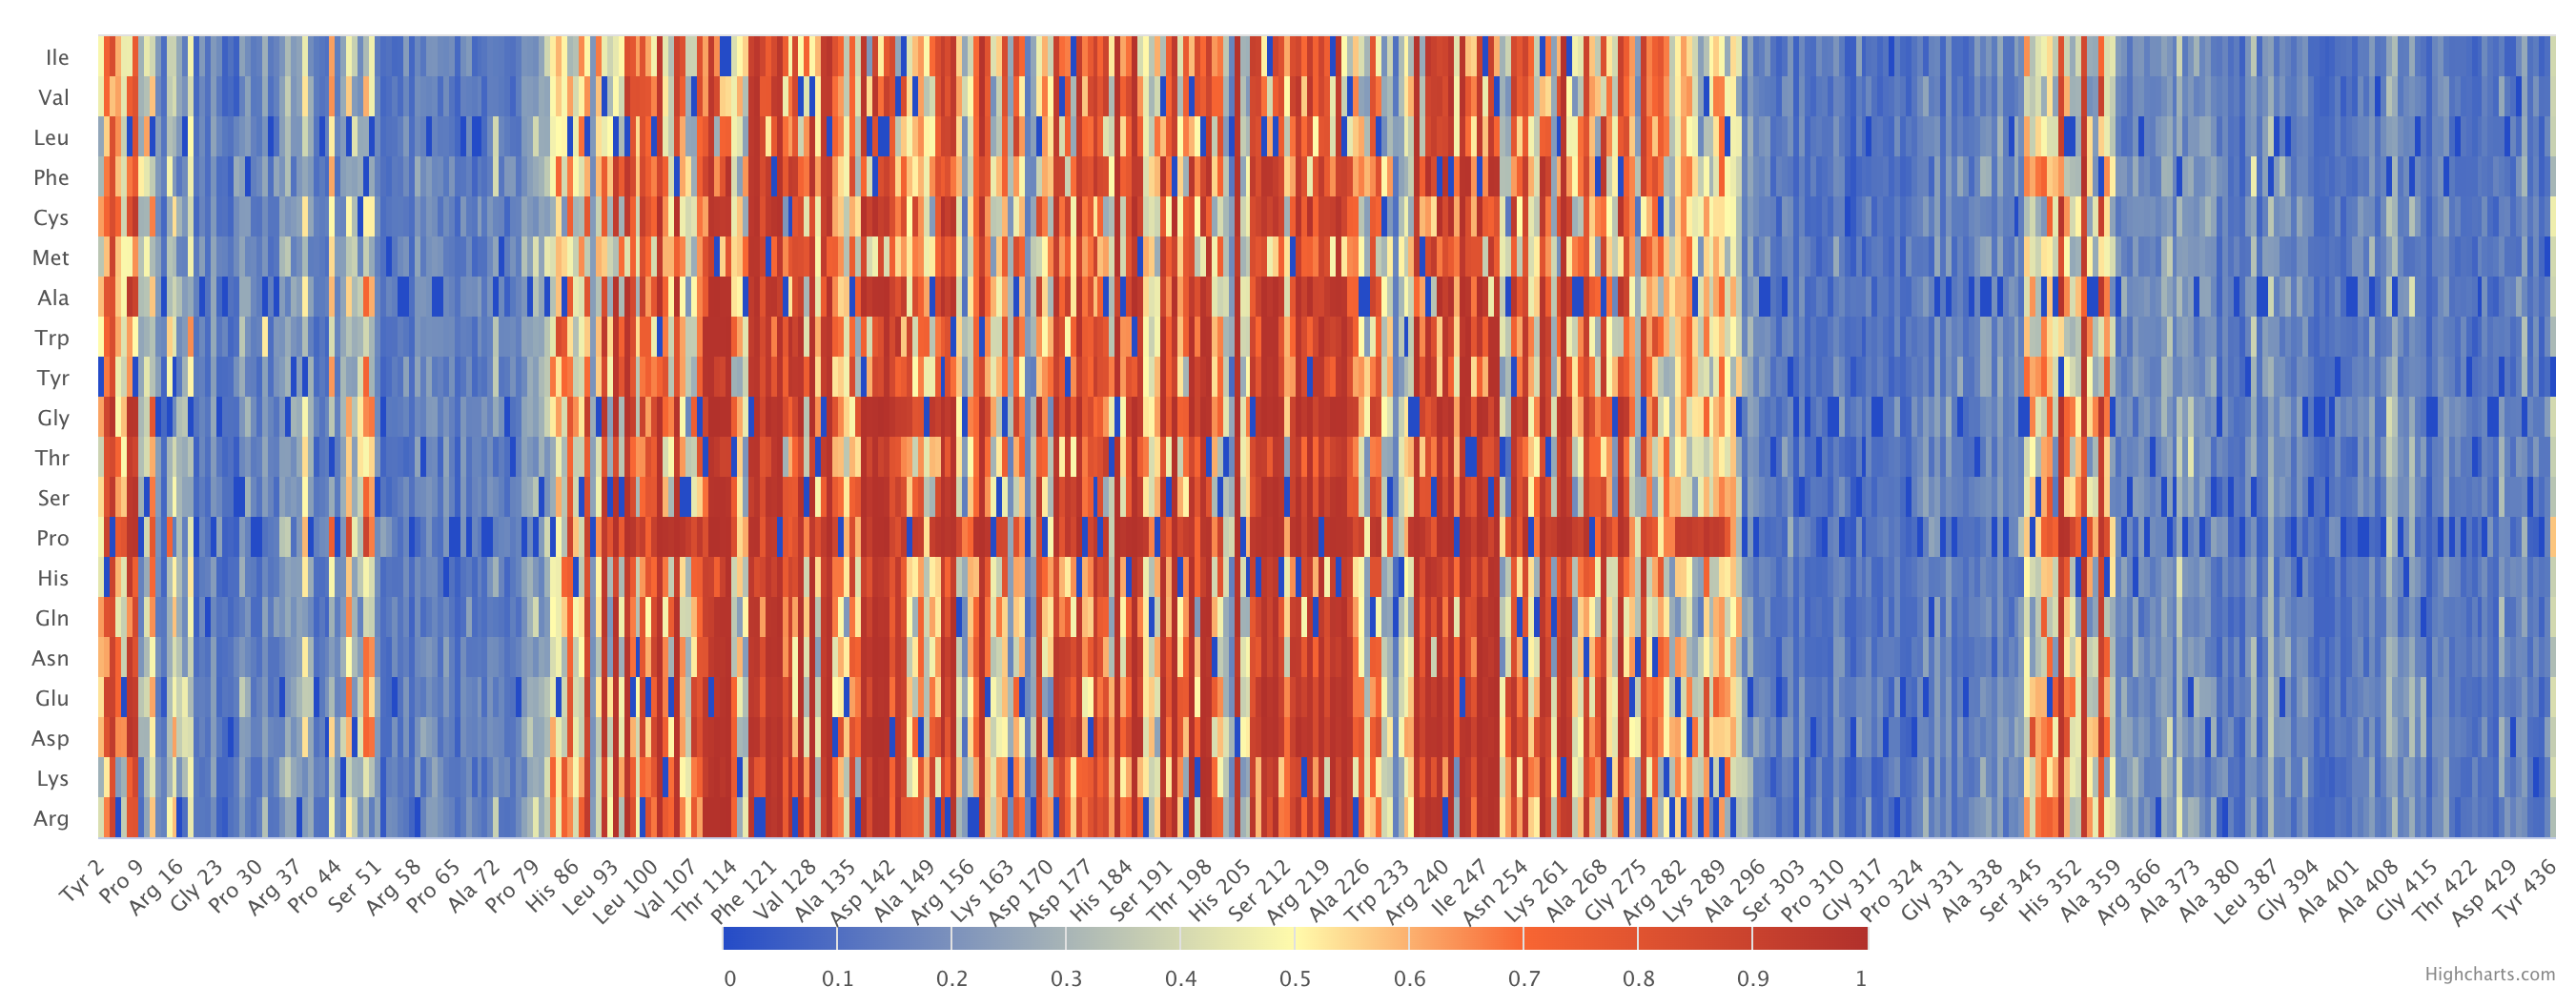 Ile
Val
Leu
Phe
Cys
Met
Ala
Trp
Tyr
Gly
Thr
Ser
Pro
His
Gln
Asn
Glu
Asp
Lys
Arg
Tyr 2 Pro 9 Arg 16 Gly 23 Pro 30 Arg 37 Pro 44 Ser 51 Arg 58 Pro 65 Ala 72 Pro 79 His 86 Leu 93 Leu 100 Val 107 Thr 114 Phe 121 Val 128 Ala 135 Asp 142 Ala 149 Arg 156 Lys 163 Asp 170 Asp 177 His 184 Ser 191 Thr 198 His 205 Ser 212 Arg 219 Ala 226 Trp 233 Arg 240 Ile 247 Asn 254 Lys 261 Ala 268 Gly 275 Arg 282 Lys 289 Ala 296 Ser 303 Pro 310 Gly 317 Pro 324 Gly 331 Ala 338 Ser 345 His 352 Ala 359 Arg 366 Ala 373 Ala 380 Leu 387 Gly 394 Ala 401 Ala 408 Gly 415 Thr 422 Asp 429 Tyr 436
0 0.1 0.2 0.3 0.4 0.5 0.6 0.7 0.8 0.9 1
Highcharts.com